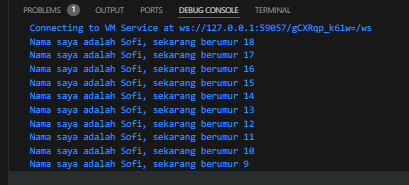 PROBLEMS 1 OUTPUT PORTS DEBUG CONSOLE TERMINAL
Connecting to VM Service at ws://127.0.0.1:59057/gCXRqp_k61w=/ws
Nama saya adalah Sofi, sekarang berumur 18
Nama saya adalah Sofi, sekarang berumur 17
Nama saya adalah Sofi, sekarang berumur 16
Nama saya adalah Sofi, sekarang berumur 15
Nama saya adalah Sofi, sekarang berumur 14
Nama saya adalah Sofi, sekarang berumur 13
Nama saya adalah Sofi, sekarang berumur 12
Nama saya adalah Sofi, sekarang berumur 11
Nama saya adalah Sofi, sekarang berumur 10
Nama saya adalah Sofi, sekarang berumur 9